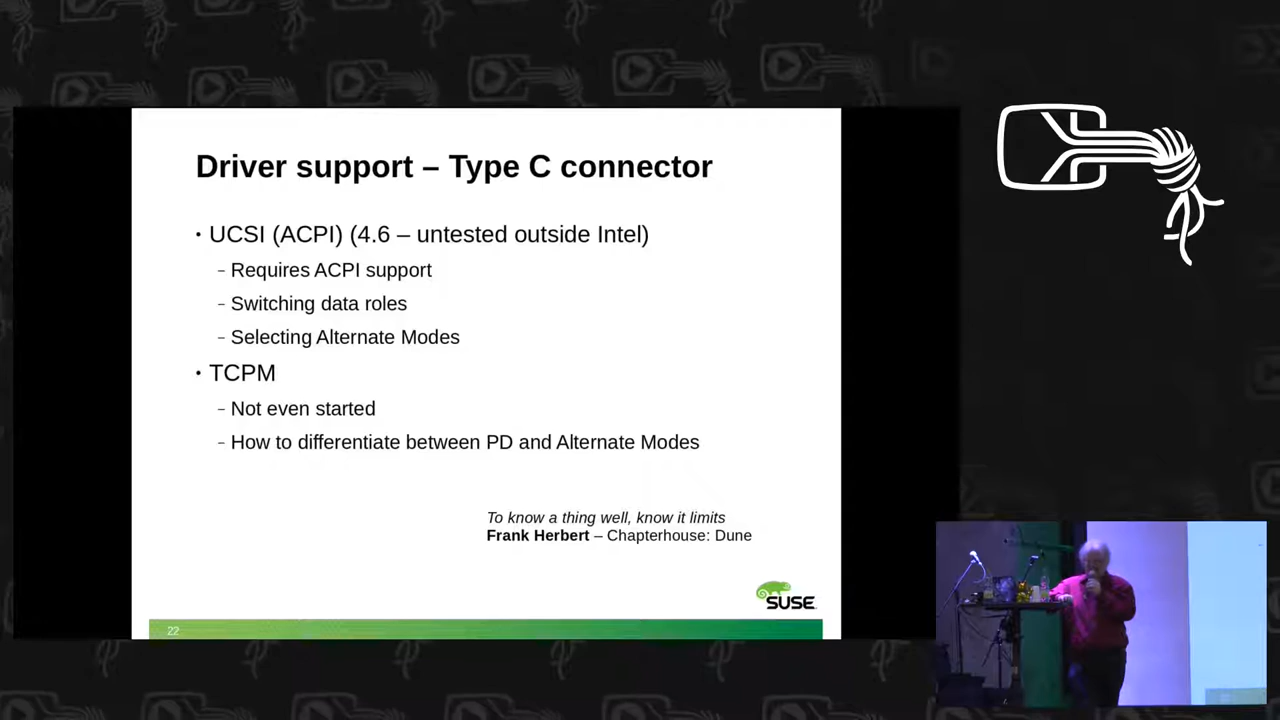 Driver support – Type C connector
• UCSI (ACPI) (4.6 – untested outside Intel)
– Requires ACPI support
– Switching data roles
– Selecting Alternate Modes
• TCPM
– Not even started
– How to differentiate between PD and Alternate Modes
To know a thing well, know it limits
Frank Herbert – Chapterhouse: Dune
SUSE
22